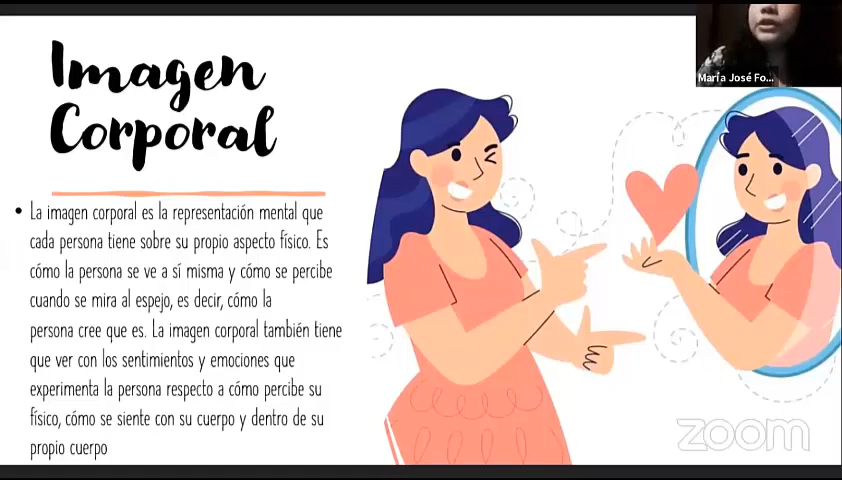 Imagen
Corporal
María José Fo...
• La imagen corporal es la representación mental que
cada persona tiene sobre su propio aspecto físico. Es
cómo la persona se ve a sí misma y cómo se percibe
cuando se mira al espejo, es decir, cómo la
persona cree que es. La imagen corporal también tiene
que ver con los sentimientos y emociones que
experimenta la persona respecto a cómo percibe su
físico, cómo se siente con su cuerpo y dentro de su
propio cuerpo
zoom